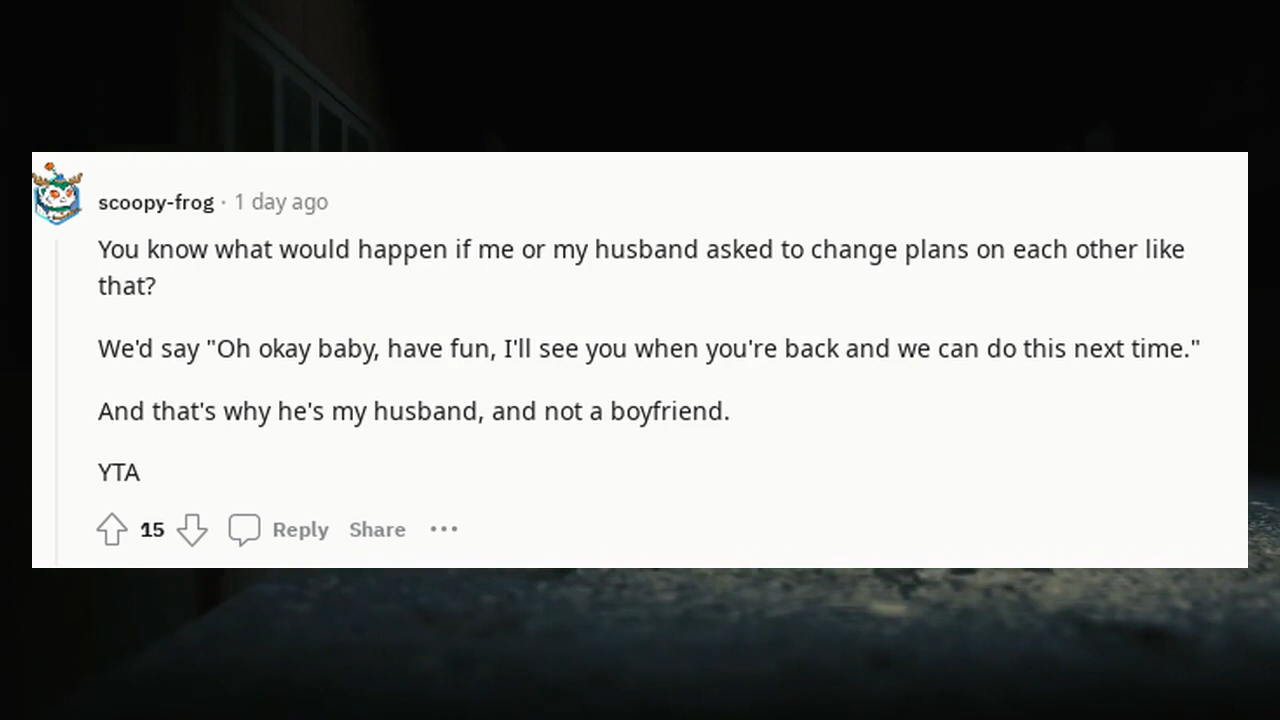 scoopy-frog · 1 day ago
You know what would happen if me or my husband asked to change plans on each other like
that?
We'd say "Oh okay baby, have fun, I'll see you when you're back and we can do this next time."
And that's why he's my husband, and not a boyfriend.
YTA
15 Reply Share ···